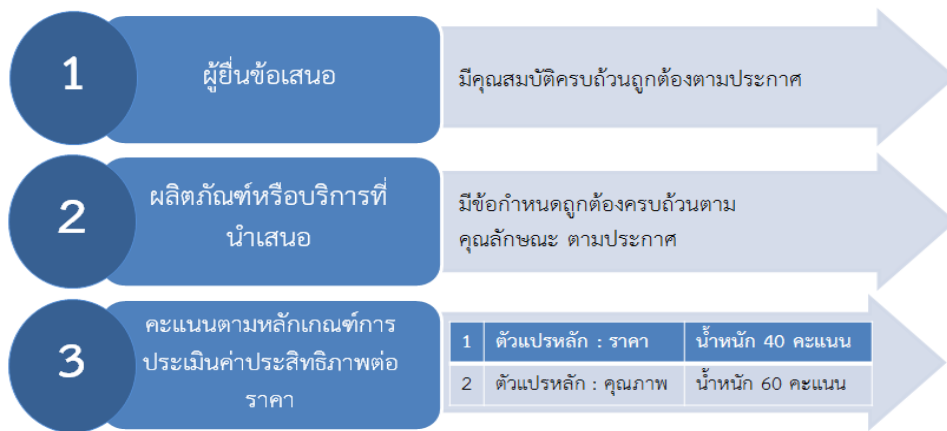 1
ผู้ยื่นข้อเสนอ
มีคุณสมบัติครบถ้วนถูกต้องตามประกาศ
2
ผลิตภัณฑ์หรือบริการที่
นำเสนอ
มีข้อกำหนดถูกต้องครบถ้วนตาม
คุณลักษณะ ตามประกาศ
3
คะแนนตามหลักเกณฑ์การ
ประเมินค่าประสิทธิภาพต่อ
ราคา
1 ตัวแปรหลัก : ราคา น้ำหนัก 40 คะแนน
2 ตัวแปรหลัก : คุณภาพ น้ำหนัก 60 คะแนน